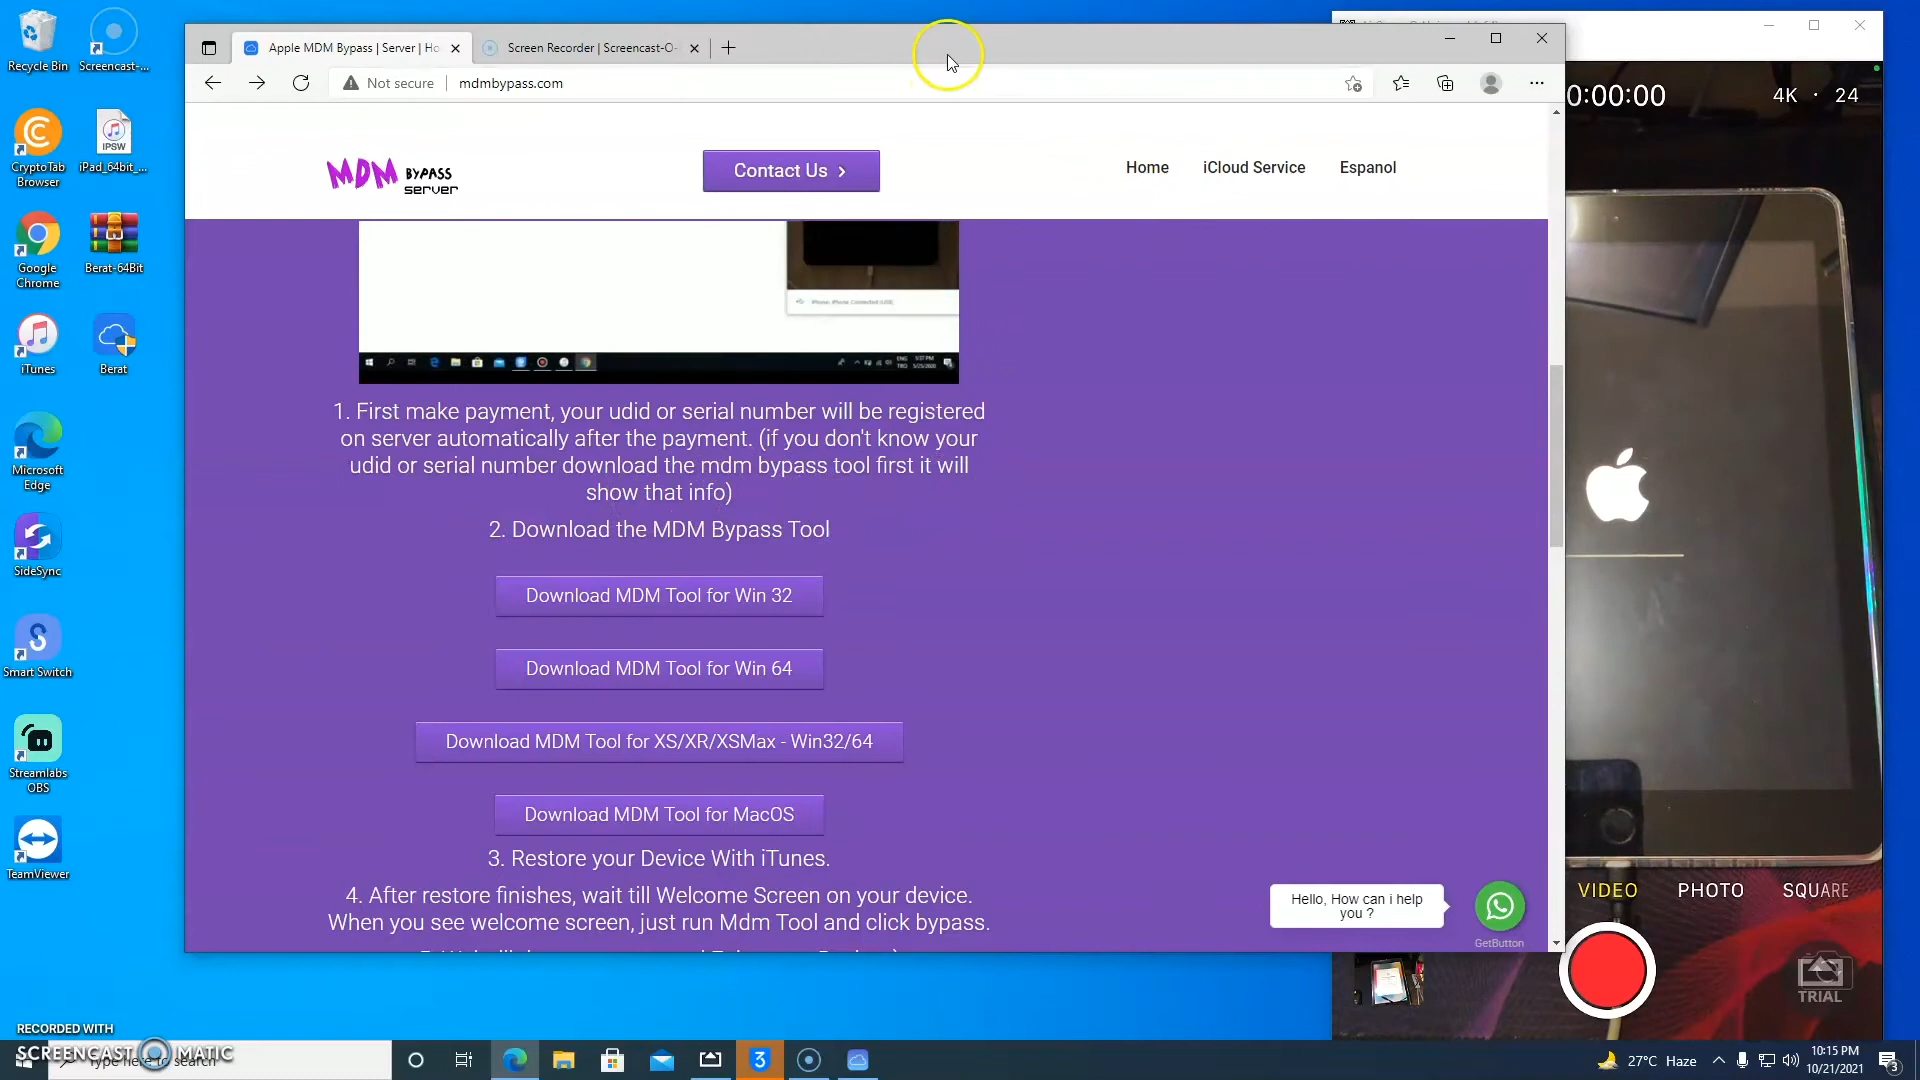 Recycle Bin
Screencast-...
CryptoTab
Browser
iPad_64bit_...
IPSW
Google
Chrome
Berat-64Bit
iTunes
Berat
Microsoft
Edge
SideSync
Smart Switch
Streamlabs
OBS
TeamViewer
Apple MDM Bypass | Server | Ho
Screen Recorder | Screencast-O-
Not secure
mdmbypass.com
MDM BYPASS
server
Contact Us
Home
iCloud Service
Espanol
1. First make payment, your udid or serial number will be registered
on server automatically after the payment. (if you don't know your
udid or serial number download the mdm bypass tool first it will
show that info)
2. Download the MDM Bypass Tool
Download MDM Tool for Win 32
Download MDM Tool for Win 64
Download MDM Tool for XS/XR/XSMax - Win32/64
Download MDM Tool for MacOS
3. Restore your Device With iTunes.
4. After restore finishes, wait till Welcome Screen on your device.
When you see welcome screen, just run Mdm Tool and click bypass.
Hello, How can i help
you ?
GetButton
0:00:00
4K · 24
VIDEO
PHOTO
SQUARE
TRIAL
RECORDED WITH
SCREENCAST MATIC
Type here to search
27°C Haze
10:15 PM
10/21/2021
3